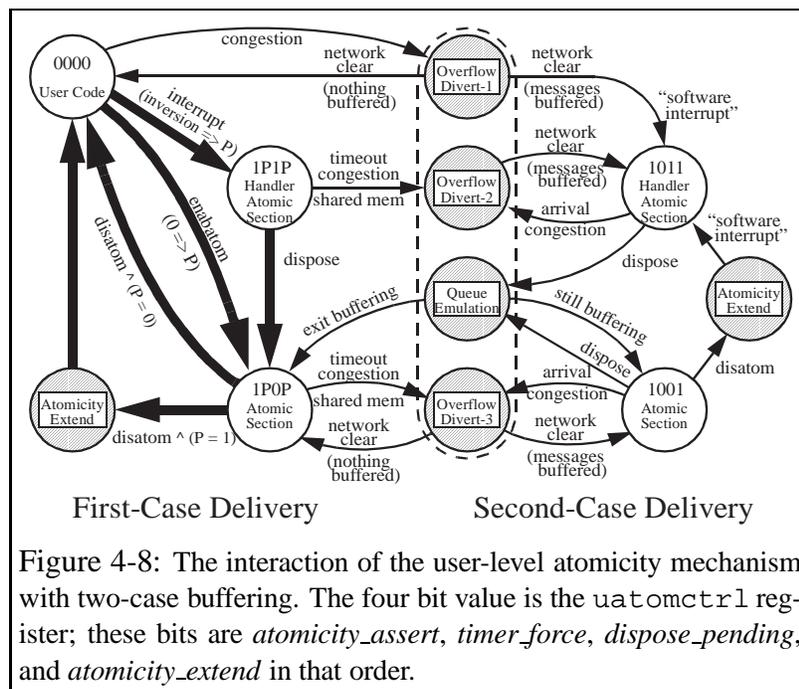 congestion
0000
User Code
network
clear
(nothing
buffered)
Overflow
Divert-1
network
clear
(messages
buffered)
"software
interrupt"
interrupt
(inversion => P)
1P1P
Handler
Atomic
Section
timeout
congestion
shared mem
Overflow
Divert-2
network
clear
(messages
buffered)
arrival
congestion
1011
Handler
Atomic
Section
"software
interrupt"
enabatom
(0 => P)
disatom ^ (P = 0)
dispose
dispose
exit buffering
Queue
Emulation
still buffering
dispose
Atomicity
Extend
disatom
Atomicity
Extend
disatom ^ (P = 1)
1P0P
Atomic
Section
timeout
congestion
shared mem
network
clear
(nothing
buffered)
Overflow
Divert-3
arrival
congestion
network
clear
(messages
buffered)
1001
Atomic
Section
First-Case Delivery
Second-Case Delivery
Figure 4-8: The interaction of the user-level atomicity mechanism
with two-case buffering. The four bit value is the uatomctrl reg-
ister; these bits are atomicity_assert, timer_force, dispose_pending,
and atomicity_extend in that order.